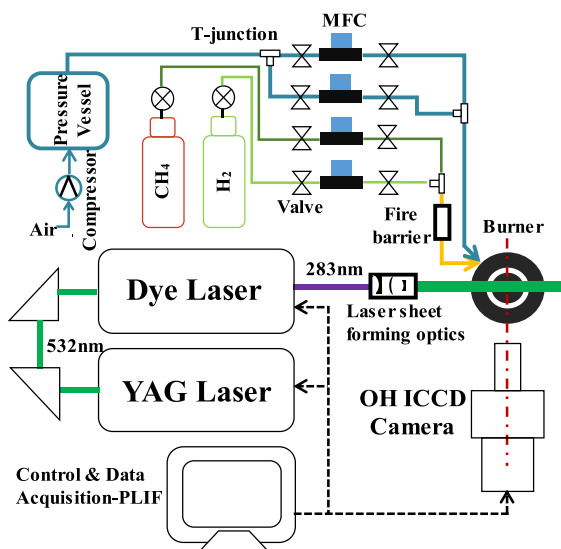 T-junction
MFC
Pressure
Vessel
Compressor
Air
CH4
H2
Valve
Fire
barrier
Burner
Dye Laser
283nm
Laser sheet
forming optics
532nm
YAG Laser
OH ICCD
Camera
Control & Data
Acquisition-PLIF